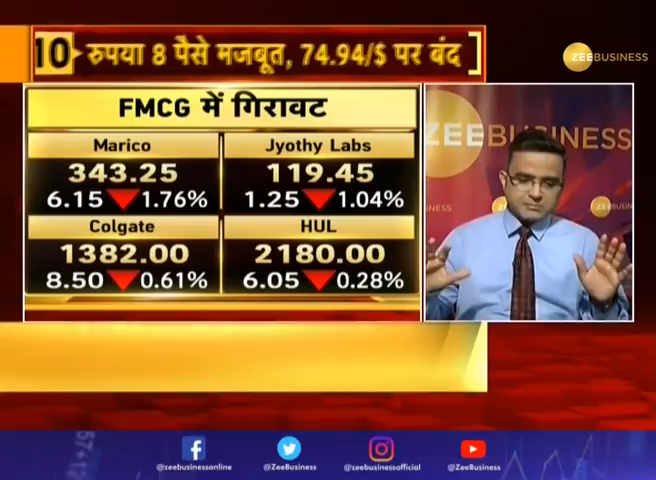 10 रुपया 8 पैसे मजबूत, 74.94/$ पर बंद
ZEEBUSINESS
FMCG में गिरावट
Marico
343.25
6.15 1.76%
Jyothy Labs
119.45
1.25 1.04%
Colgate
1382.00
8.50 0.61%
HUL
2180.00
6.05 0.28%
ZEEBUSINESS
@zeebusinessonline
@ZeeBusiness
@zeebusinessofficial
@ZeeBusiness